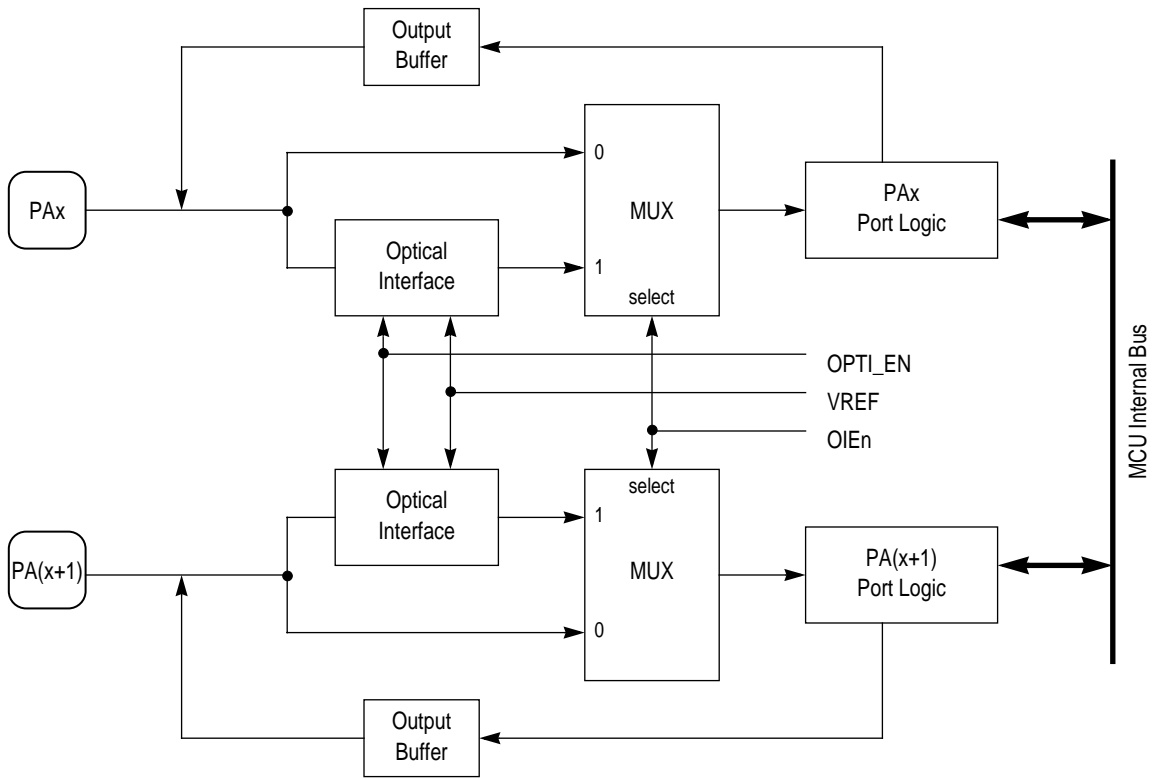 Output
Buffer
0
PAx
MUX
PAx
Port Logic
Optical
Interface
1
select
OPTI_EN
VREF
OIEn
MCU Internal Bus
select
Optical
Interface
1
PA(x+1)
MUX
PA(x+1)
Port Logic
0
Output
Buffer